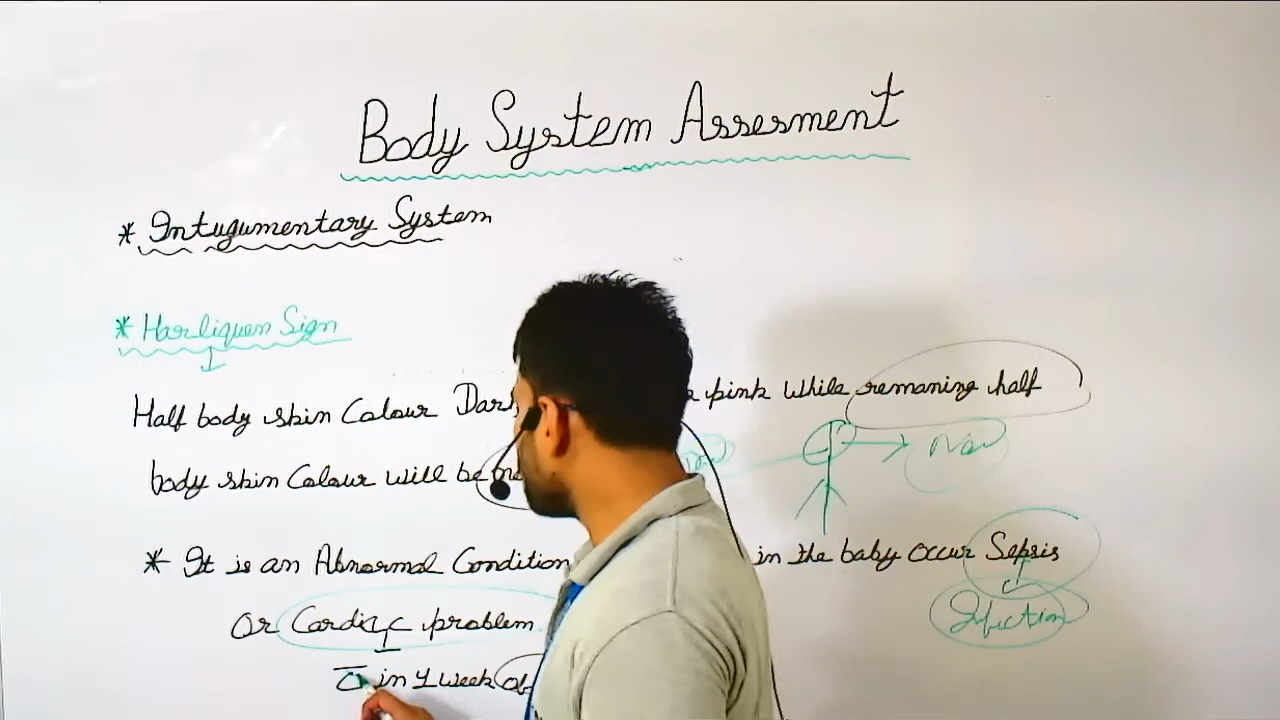 Body System Assesment
* Intugumentary System
* Harliquen Sign
Half body skin Colour Dar pink while remaning half
body skin Colour will be
* It is an Abnormal Condition in the baby occur Sepsis
Infection
Or Cardiac problem
in 1 week of